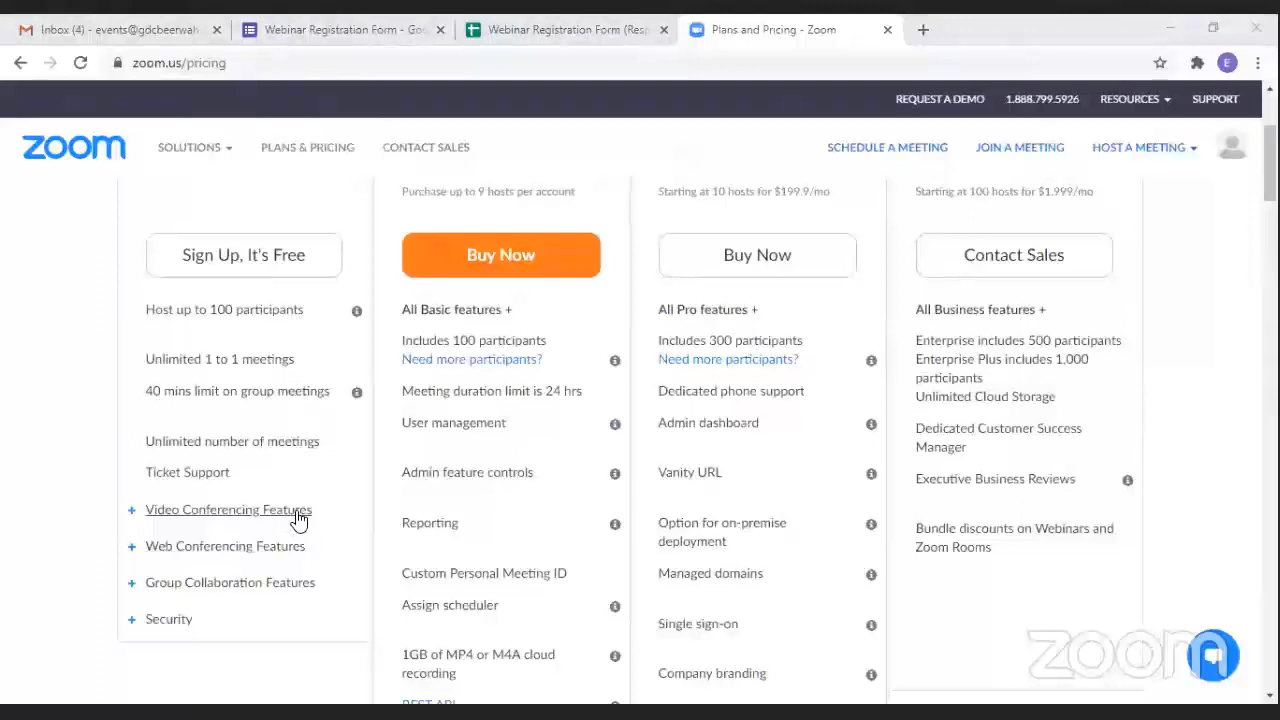 Inbox (4) - events@gdcbeerwah
Webinar Registration Form - Goo
Webinar Registration Form (Resp
Plans and Pricing - Zoom
zoom.us/pricing
E
REQUEST A DEMO
1.888.799.5926
RESOURCES
SUPPORT
zoom
SOLUTIONS
PLANS & PRICING
CONTACT SALES
SCHEDULE A MEETING
JOIN A MEETING
HOST A MEETING
Purchase up to 9 hosts per account
Starting at 10 hosts for $199.9/mo
Starting at 100 hosts for $1,999/mo
Sign Up, It's Free
Buy Now
Buy Now
Contact Sales
Host up to 100 participants
Unlimited 1 to 1 meetings
40 mins limit on group meetings
Unlimited number of meetings
Ticket Support
+ Video Conferencing Features
+ Web Conferencing Features
+ Group Collaboration Features
+ Security
All Basic features +
Includes 100 participants
Need more participants?
Meeting duration limit is 24 hrs
User management
Admin feature controls
Reporting
Custom Personal Meeting ID
Assign scheduler
1GB of MP4 or M4A cloud
recording
REST API
All Pro features +
Includes 300 participants
Need more participants?
Dedicated phone support
Admin dashboard
Vanity URL
Option for on-premise
deployment
Managed domains
Single sign-on
Company branding
All Business features +
Enterprise includes 500 participants
Enterprise Plus includes 1,000
participants
Unlimited Cloud Storage
Dedicated Customer Success
Manager
Executive Business Reviews
Bundle discounts on Webinars and
Zoom Rooms
zoom